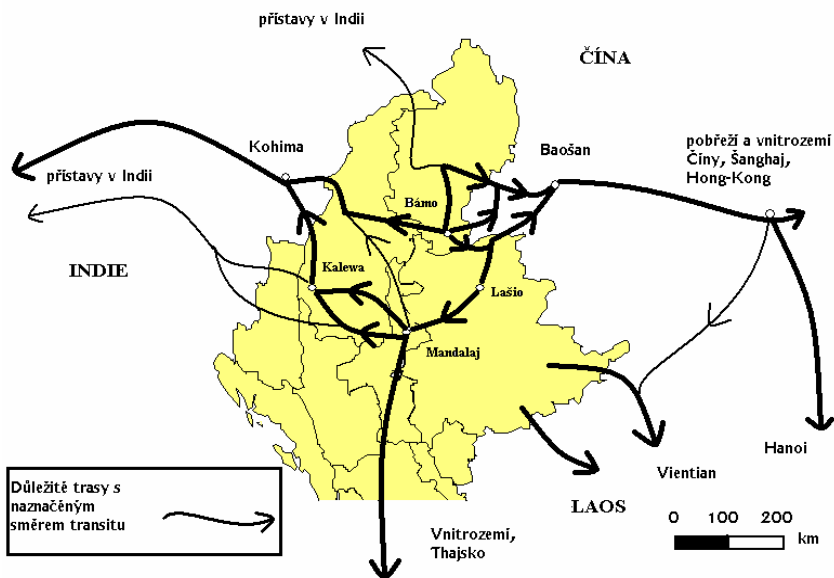 přístavy v Indii
ČÍNA
Kohima
Baošan
pobřeží a vnitrozemí
Číny, Šanghaj,
Hong-Kong
přístavy v Indii
Bámo
INDIE
Kalewa
Lašio
Mandalaj
Hanoi
Vientian
LAOS
Důležité trasy s
naznačěným
směrem transitu
Vnitrozemí,
Thajsko
0 100 200
km